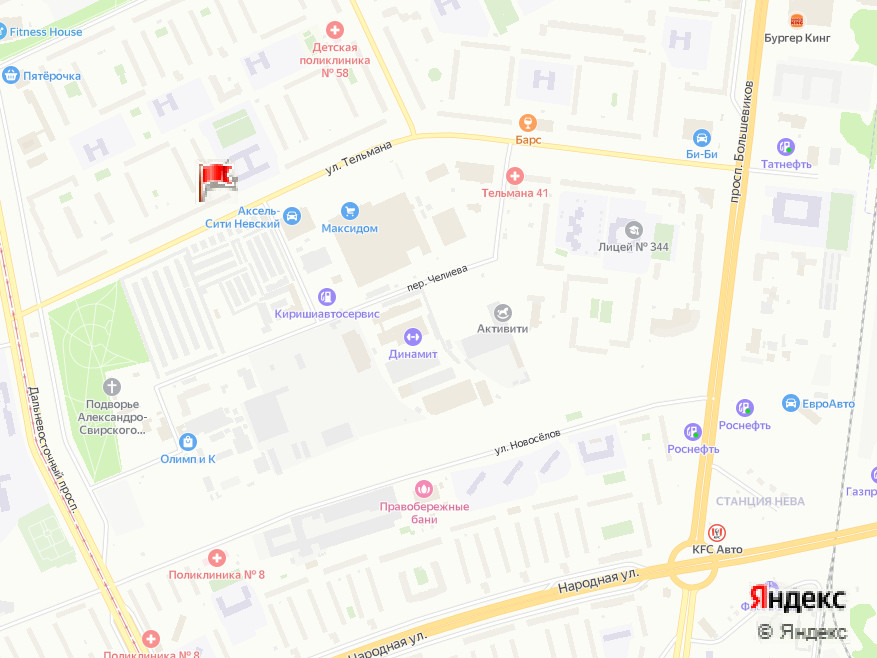 Fitness House
Детская
поликлиника
№ 58
Бургер Кинг
Пятёрочка
просп. Большевиков
Барс
Би-Би
Татнефть
ул. Тельмана
Тельмана 41
Аксель-
Сити Невский
Максидом
Лицей № 344
пер. Челиева
Киришиавтосервис
Активити
Динамит
Дальневосточный просп.
Подворье
Александро-
Свирского...
ЕвроАвто
Роснефть
Роснефть
ул. Новосёлов
Олимп и К
Правобережные
бани
СТАНЦИЯ НЕВА
Газпр
KFC Авто
Поликлиника № 8
Народная ул.
Яндекс
© Яндекс
Народная ул.
Поликлиника № 8